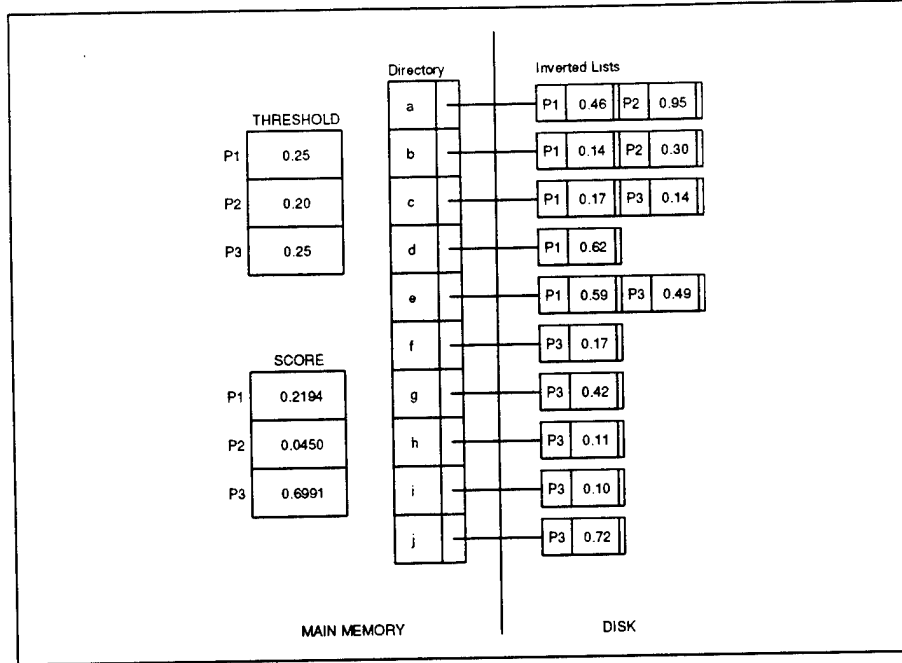 Directory
Inverted Lists
a
P1 0.46 P2 0.95
THRESHOLD
P1 0.25
P2 0.20
P3 0.25
b
P1 0.14 P2 0.30
c
P1 0.17 P3 0.14
d
P1 0.62
e
P1 0.59 P3 0.49
f
P3 0.17
SCORE
P1 0.2194
P2 0.0450
P3 0.6991
g
P3 0.42
h
P3 0.11
i
P3 0.10
j
P3 0.72
MAIN MEMORY
DISK